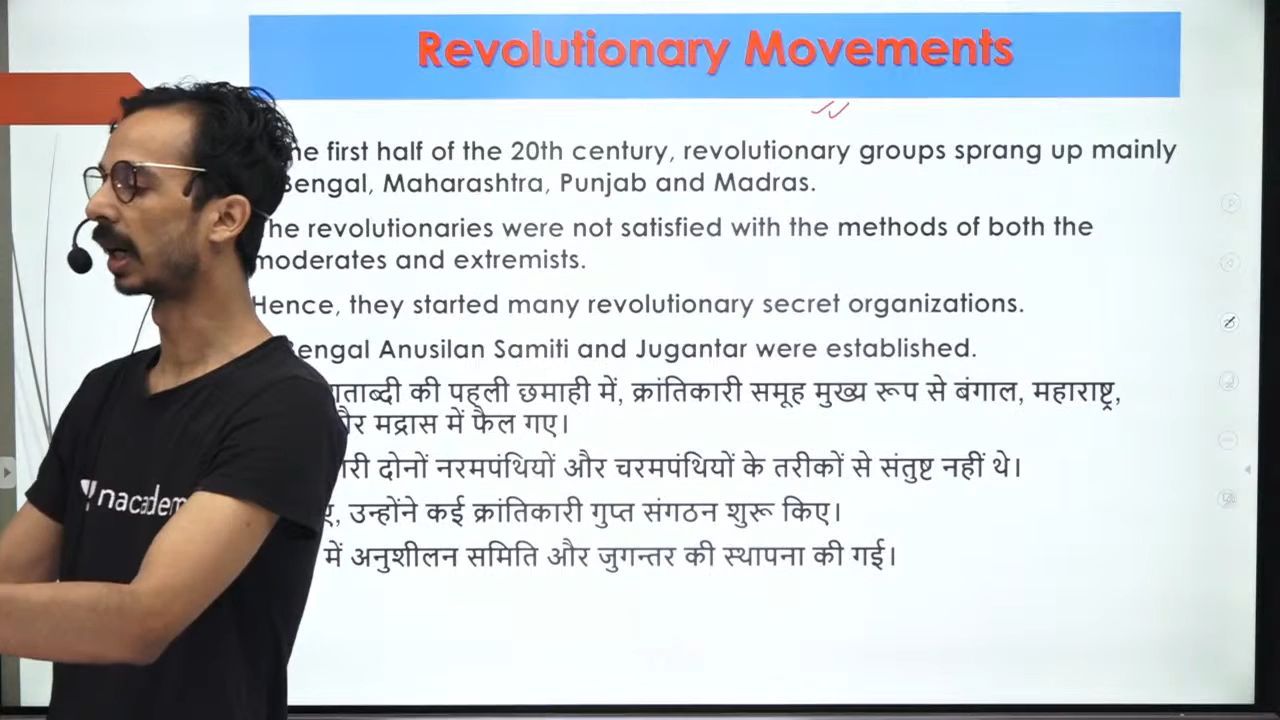 Revolutionary Movements
he first half of the 20th century, revolutionary groups sprang up mainly
Bengal, Maharashtra, Punjab and Madras.
The revolutionaries were not satisfied with the methods of both the
moderates and extremists.
Hence, they started many revolutionary secret organizations.
Bengal Anusilan Samiti and Jugantar were established.
ाताब्दी की पहली छमाही में, क्रांतिकारी समूह मुख्य रूप से बंगाल, महाराष्ट्र,
और मद्रास में फैल गए।
कारी दोनों नरमपंथियों और चरमपंथियों के तरीकों से संतुष्ट नहीं थे।
उन्होंने कई क्रांतिकारी गुप्त संगठन शुरू किए।
में अनुशीलन समिति और जुगन्तर की स्थापना की गई।
unacadem